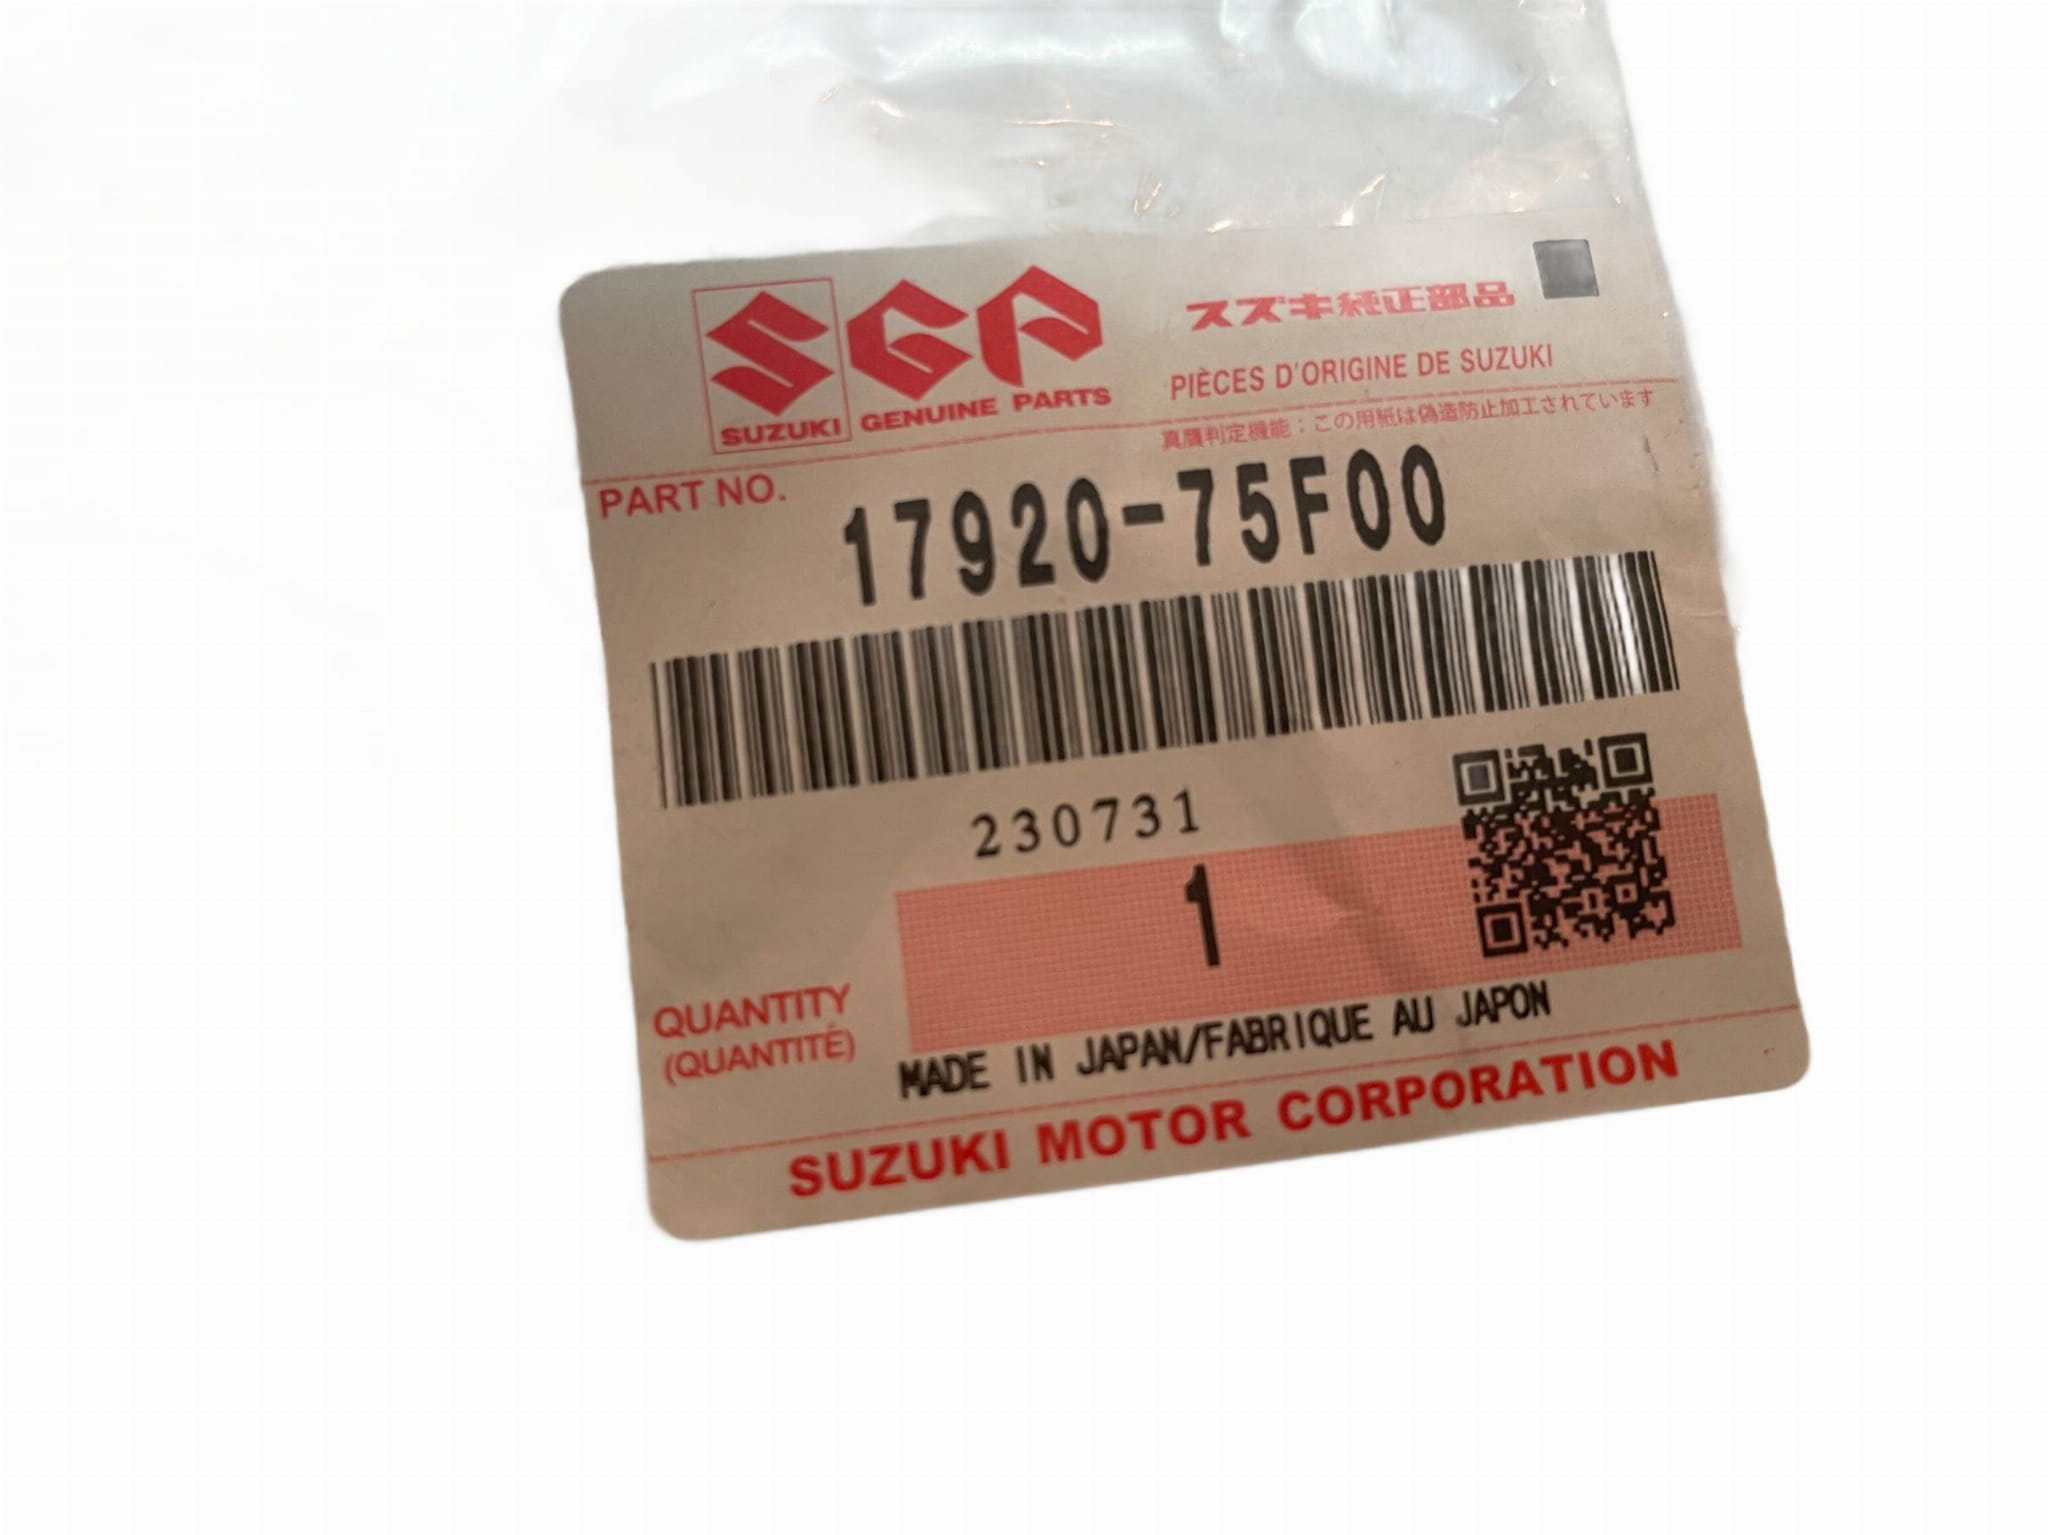 SUZUKI
SGP
GENUINE PARTS
スズキ純正部品
PIÈCES D'ORIGINE DE SUZUKI
真贋判定機能：この用紙は偽造防止加工されています
PART NO.
17920-75F00
230731
1
QUANTITY
(QUANTITÉ)
MADE IN JAPAN/FABRIQUE AU JAPON
SUZUKI MOTOR CORPORATION